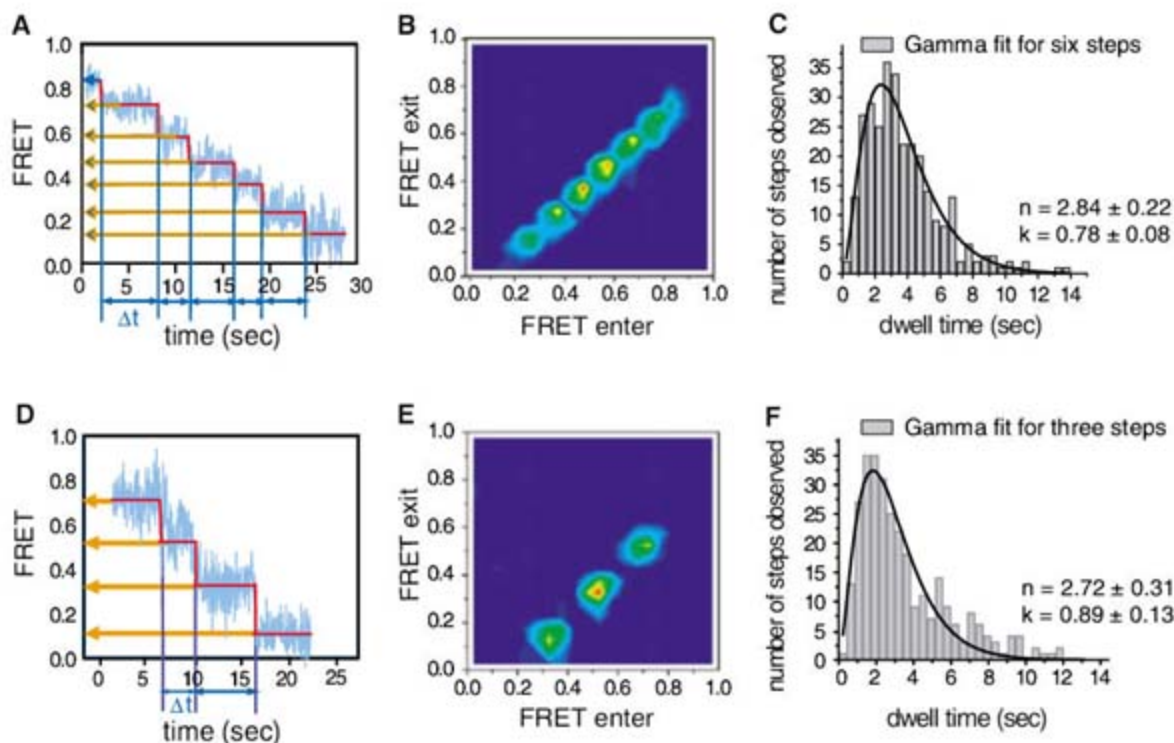 A
1.0
0.8
0.6
0.4
0.2
0.0
FRET
0 5 10 15 20 25 30
Δt
time (sec)
B
1.0
0.8
0.6
0.4
0.2
0.0
FRET exit
0.0 0.2 0.4 0.6 0.8 1.0
FRET enter
C
Gamma fit for six steps
35
30
25
20
15
10
5
0
number of steps observed
n = 2.84 ± 0.22
k = 0.78 ± 0.08
0 2 4 6 8 10 12 14
dwell time (sec)
D
1.0
0.8
0.6
0.4
0.2
0.0
FRET
0 5 10 15 20 25
Δt
time (sec)
E
1.0
0.8
0.6
0.4
0.2
0.0
FRET exit
0.0 0.2 0.4 0.6 0.8 1.0
FRET enter
F
Gamma fit for three steps
35
30
25
20
15
10
5
0
number of steps observed
n = 2.72 ± 0.31
k = 0.89 ± 0.13
0 2 4 6 8 10 12 14
dwell time (sec)